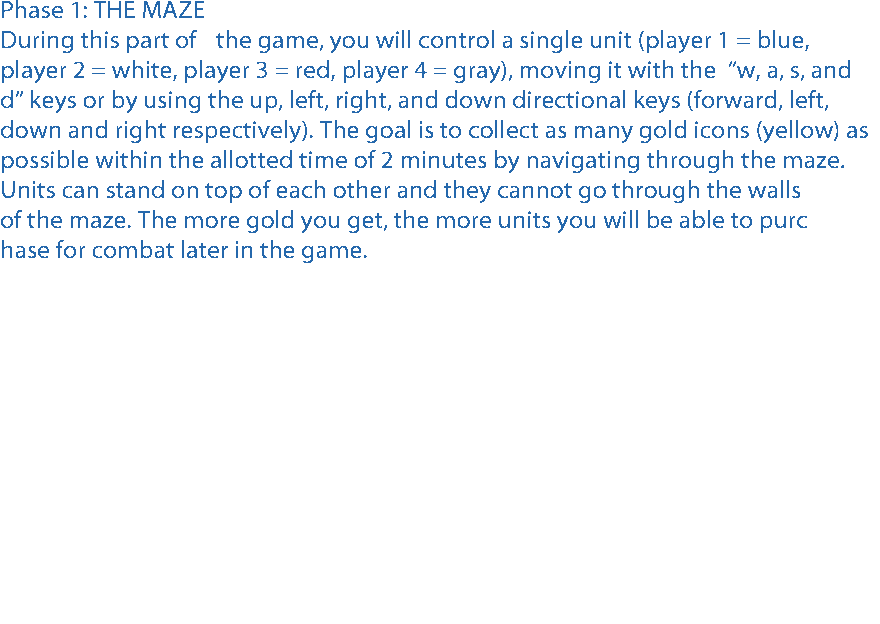 Phase 1: THE MAZE
During this part of   the game, you will control a single unit (player 1 = blue,
player 2 = white, player 3 = red, player 4 = gray), moving it with the  “w, a, s, and
d” keys or by using the up, left, right, and down directional keys (forward, left,
down and right respectively). The goal is to collect as many gold icons (yellow) as
possible within the allotted time of 2 minutes by navigating through the maze.
Units can stand on top of each other and they cannot go through the walls
of the maze. The more gold you get, the more units you will be able to purc
hase for combat later in the game.